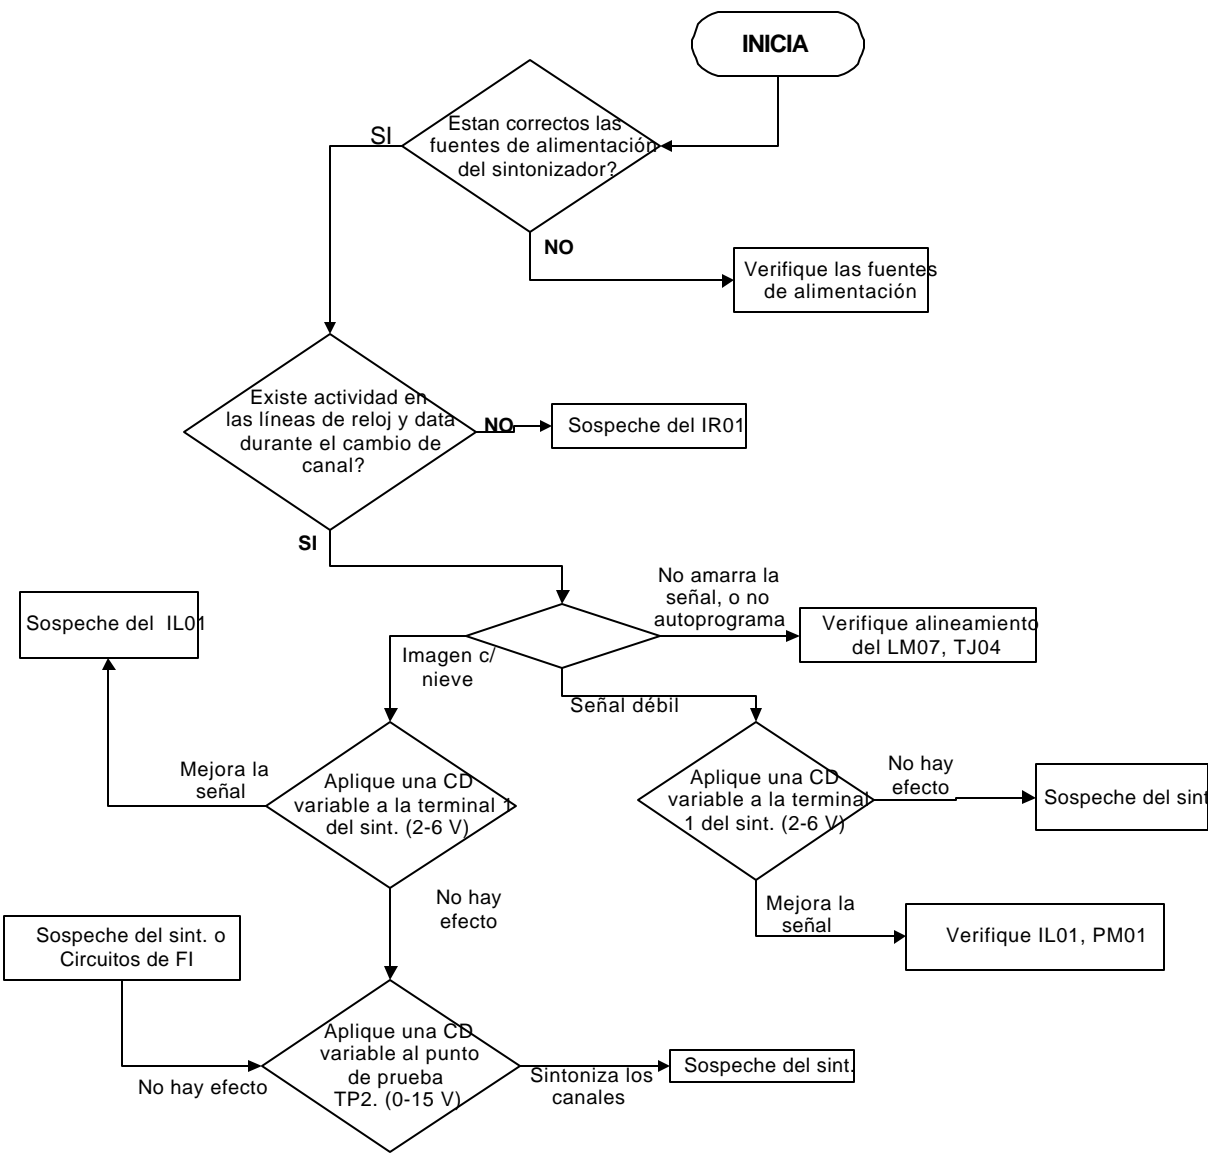 INICIA
SI
Estan correctos las
fuentes de alimentación
del sintonizador?
NO
Verifique las fuentes
de alimentación
Existe actividad en
las líneas de reloj y data
durante el cambio de
canal?
NO
Sospeche del IR01
SI
No amarra la
señal, o no
autoprograma
Verifique alineamiento
del LM07, TJ04
Sospeche del IL01
Imagen c/
nieve
Señal débil
Mejora la
señal
Aplique una CD
variable a la terminal 1
del sint. (2-6 V)
Aplique una CD
variable a la terminal
1 del sint. (2-6 V)
No hay
efecto
Sospeche del sint
No hay
efecto
Mejora la
señal
Verifique IL01, PM01
Sospeche del sint. o
Circuitos de FI
Aplique una CD
variable al punto
de prueba
TP2. (0-15 V)
No hay efecto
Sintoniza los
canales
Sospeche del sint.